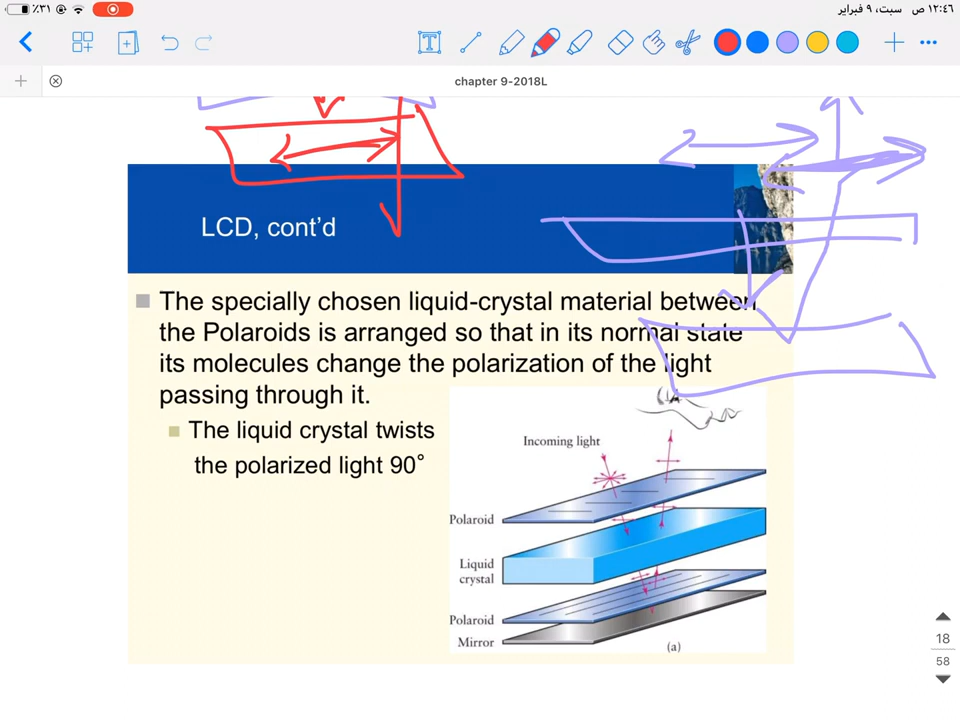 ٪٣١ ١٢:٤٦ ص سبت، ٩ فبراير
chapter 9-2018L
LCD, cont'd
The specially chosen liquid-crystal material between
the Polaroids is arranged so that in its normal state
its molecules change the polarization of the light
passing through it.
The liquid crystal twists
the polarized light 90°
Incoming light
Polaroid
Liquid
crystal
Polaroid
Mirror
(a)
18
58